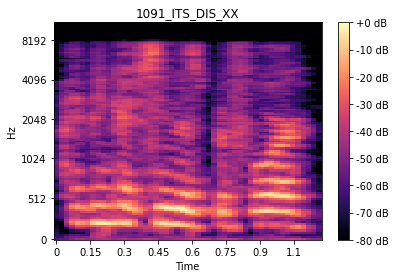 1091_ITS_DIS_XX
+0 dB
8192
-10 dB
4096
-20 dB
-30 dB
2048
Hz
-40 dB
1024
-50 dB
512
-60 dB
-70 dB
0
-80 dB
0 0.15 0.3 0.45 0.6 0.75 0.9 1.1
Time